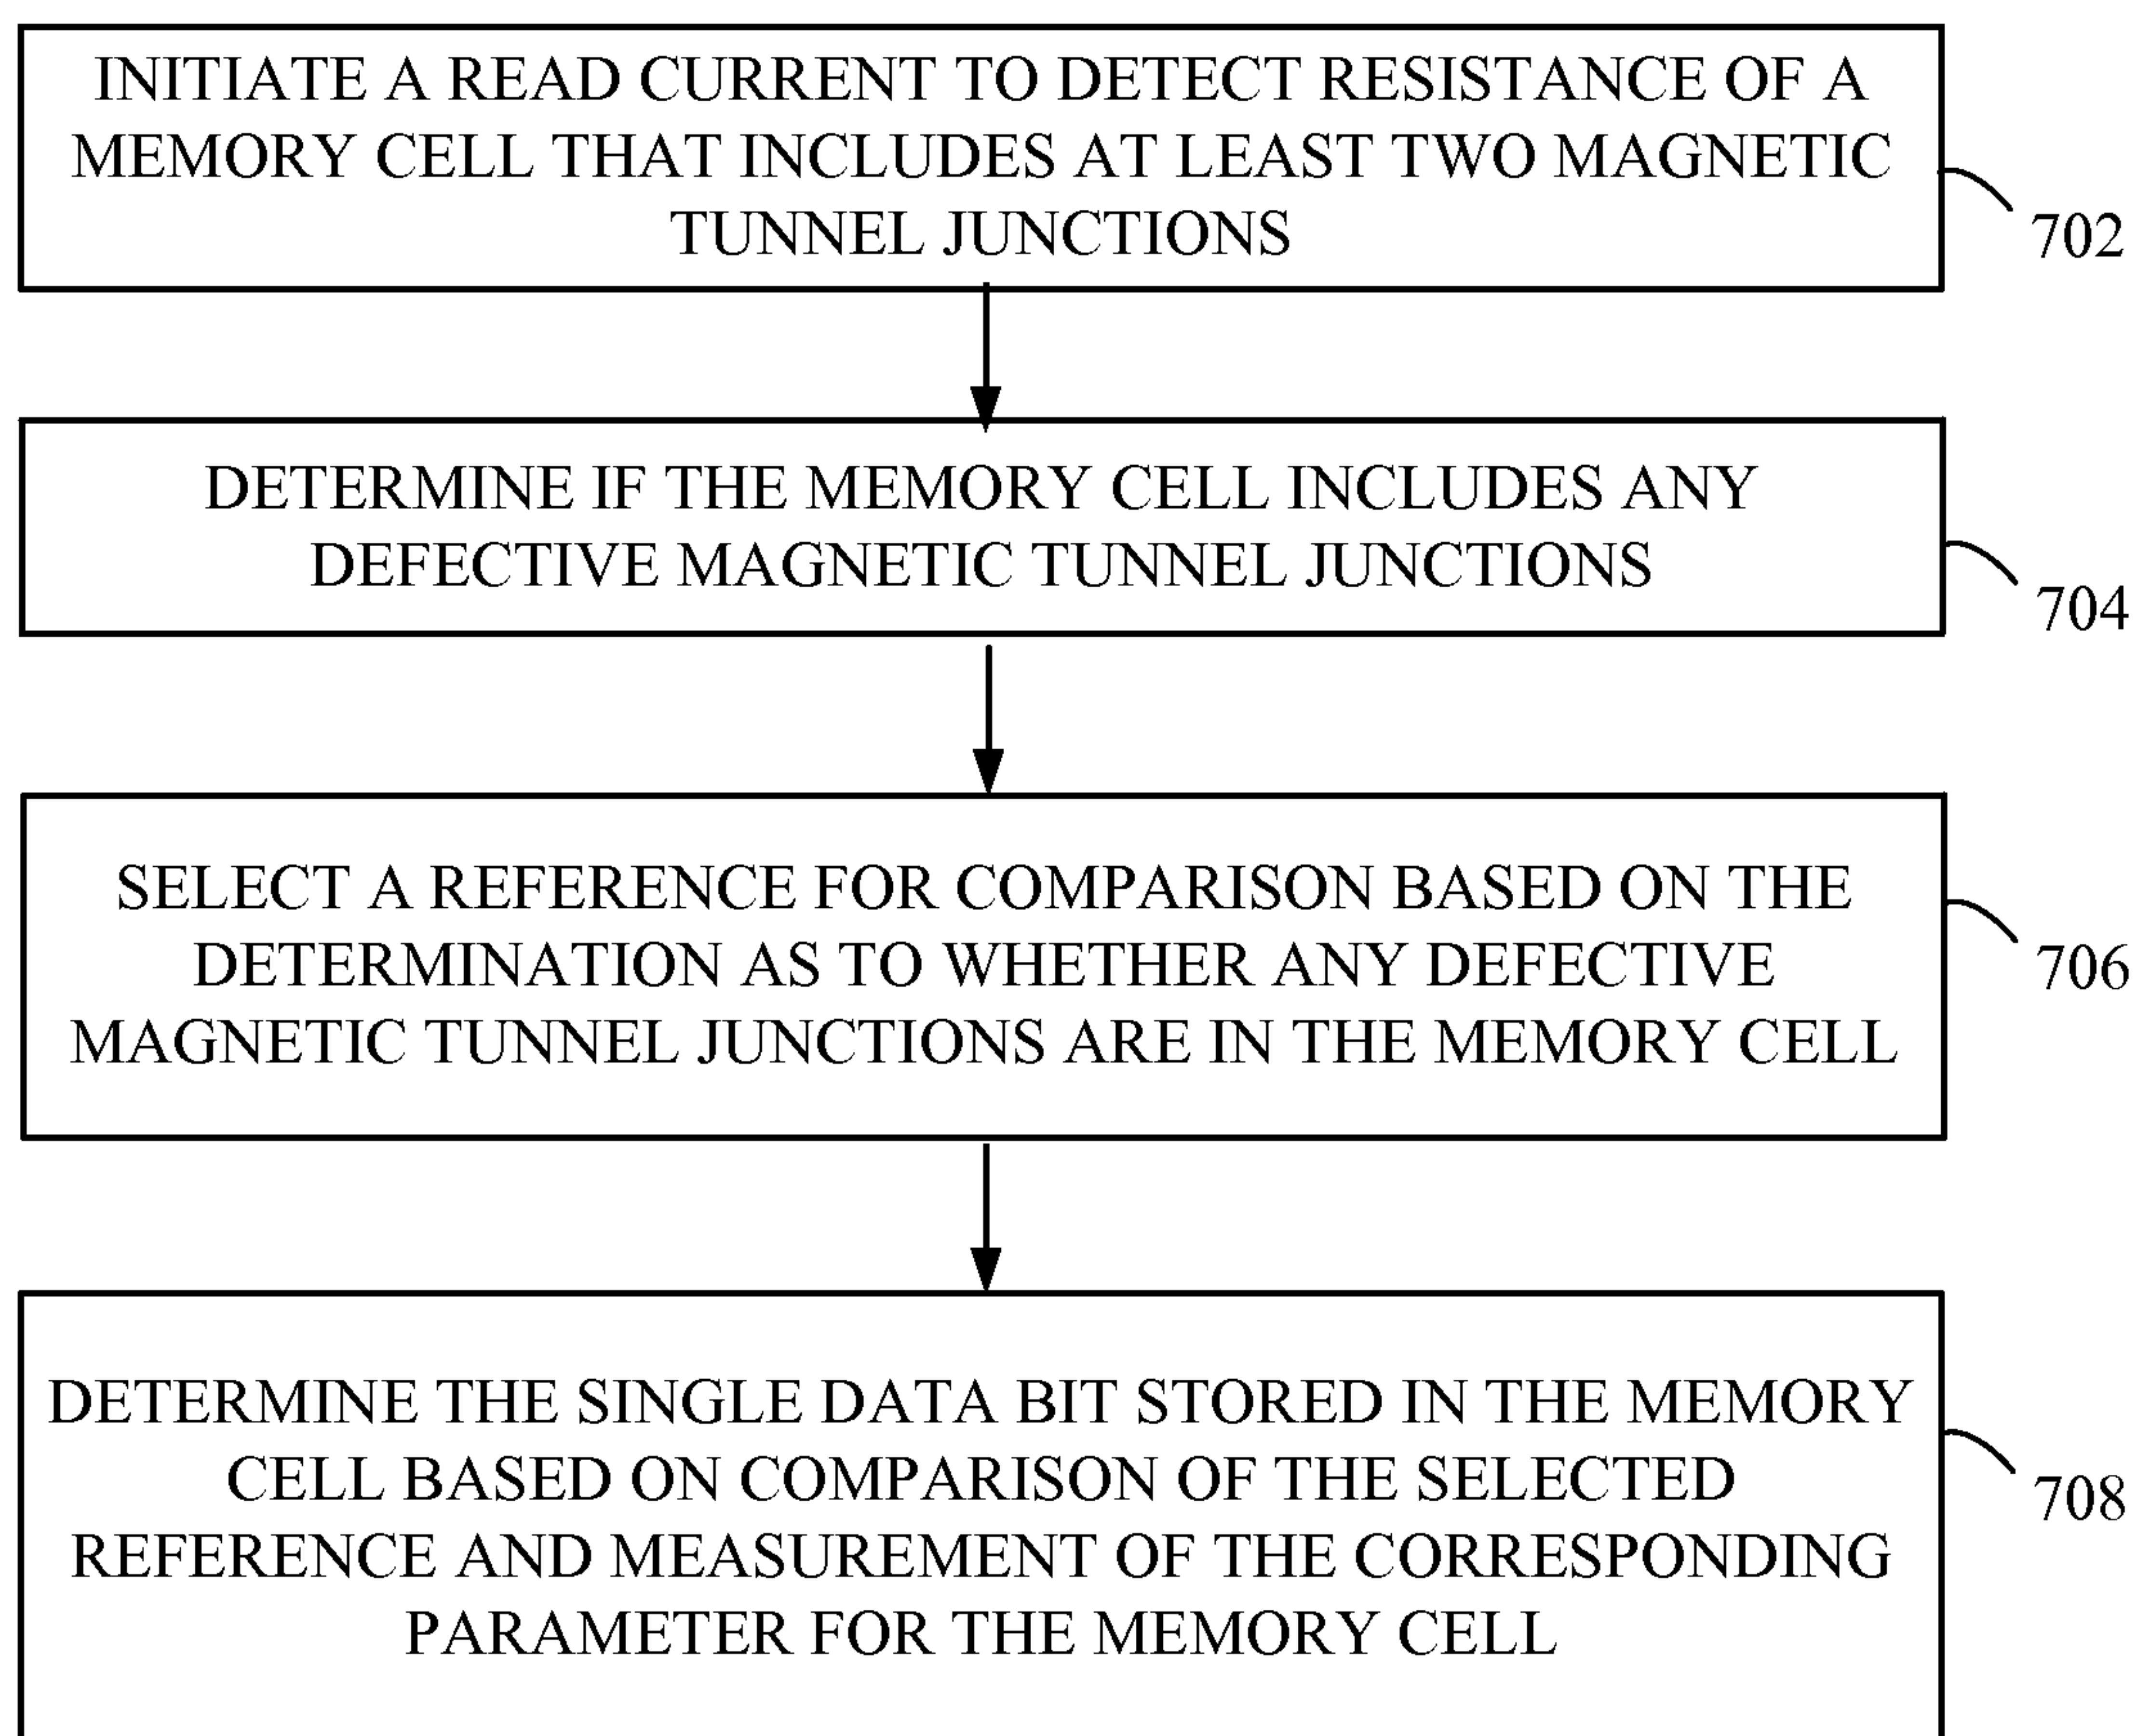 INITIATE A READ CURRENT TO DETECT RESISTANCE OF A
MEMORY CELL THAT INCLUDES AT LEAST TWO MAGNETIC
TUNNEL JUNCTIONS
702
DETERMINE IF THE MEMORY CELL INCLUDES ANY
DEFECTIVE MAGNETIC TUNNEL JUNCTIONS
704
SELECT A REFERENCE FOR COMPARISON BASED ON THE
DETERMINATION AS TO WHETHER ANY DEFECTIVE
MAGNETIC TUNNEL JUNCTIONS ARE IN THE MEMORY CELL
706
DETERMINE THE SINGLE DATA BIT STORED IN THE MEMORY
CELL BASED ON COMPARISON OF THE SELECTED
REFERENCE AND MEASUREMENT OF THE CORRESPONDING
PARAMETER FOR THE MEMORY CELL
708